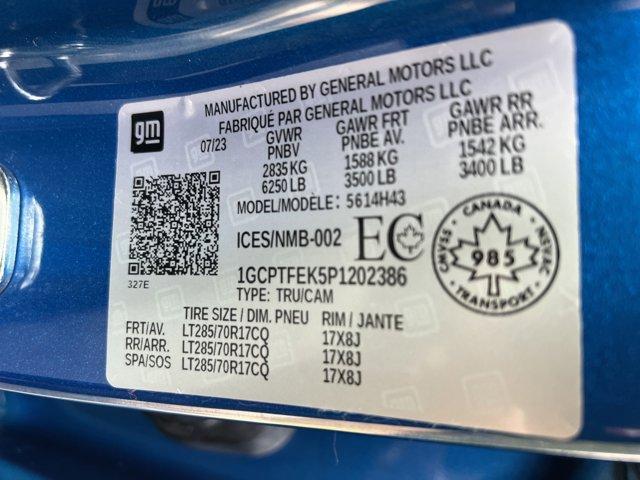 MANUFACTURED BY GENERAL MOTORS LLC
FABRIQUÉ PAR GENERAL MOTORS LLC
gm
07/23
GVWR GAWR FRT GAWR RR
PNBV PNBE AV. PNBE ARR.
2835 KG 1588 KG 1542 KG
6250 LB 3500 LB 3400 LB
MODEL/MODÈLE: 5614H43
ICES/NMB-002 EC
CANADA
CMVSS 985 NSVAC
TRANSPORT
327E
1GCPTFEK5P1202386
TYPE: TRU/CAM
TIRE SIZE / DIM. PNEU RIM / JANTE
FRT/AV. LT285/70R17CQ 17X8J
RR/ARR. LT285/70R17CQ 17X8J
SPA/SOS LT285/70R17CQ 17X8J